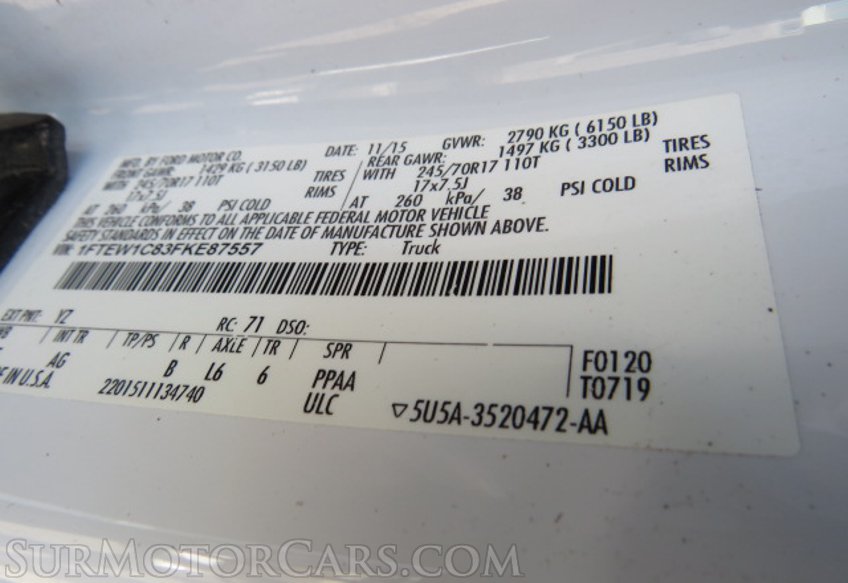 MFD. BY FORD MOTOR CO. DATE: 11/15 GVWR: 2790 KG ( 6150 LB)
FRONT GAWR: 1429 KG ( 3150 LB) REAR GAWR: 1497 KG ( 3300 LB)
WITH 245/70R17 110T TIRES WITH 245/70R17 110T TIRES
17x7.5J RIMS 17x7.5J RIMS
AT 260 kPa/ 38 PSI COLD AT 260 kPa/ 38 PSI COLD
THIS VEHICLE CONFORMS TO ALL APPLICABLE FEDERAL MOTOR VEHICLE
SAFETY STANDARDS IN EFFECT ON THE DATE OF MANUFACTURE SHOWN ABOVE.
VIN: 1FTEW1C83FKE87557 TYPE: Truck
EXT PNT: YZ RC: 71 DSO:
WB INT TR TP/PS R AXLE TR SPR F0120
AG B L6 6 PPAA T0719
IN U.S.A. 2201511134740 ULC ▽5U5A-3520472-AA
SURMOTORCARS.COM